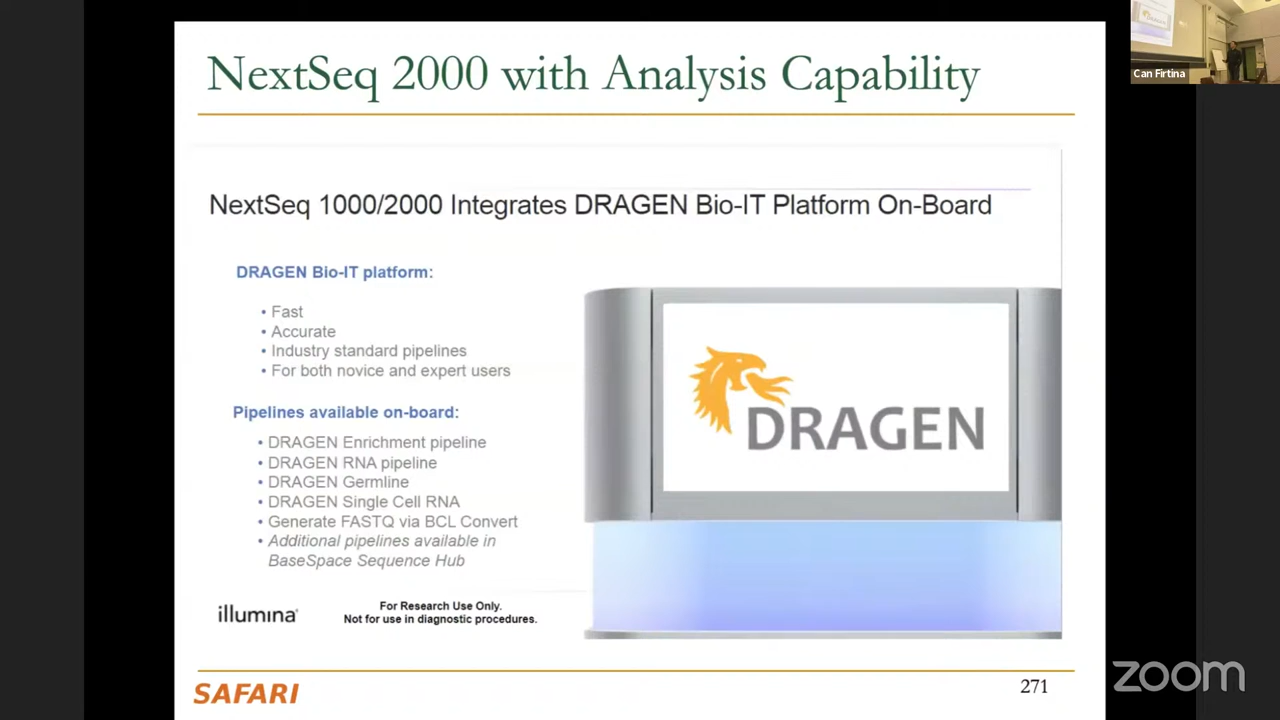 NextSeq 2000 with Analysis Capability
Can Firtina
NextSeq 1000/2000 Integrates DRAGEN Bio-IT Platform On-Board
DRAGEN Bio-IT platform:
• Fast
• Accurate
• Industry standard pipelines
• For both novice and expert users
Pipelines available on-board:
• DRAGEN Enrichment pipeline
• DRAGEN RNA pipeline
• DRAGEN Germline
• DRAGEN Single Cell RNA
• Generate FASTQ via BCL Convert
• Additional pipelines available in
BaseSpace Sequence Hub
DRAGEN
illumina®
For Research Use Only.
Not for use in diagnostic procedures.
SAFARI
271
zoom